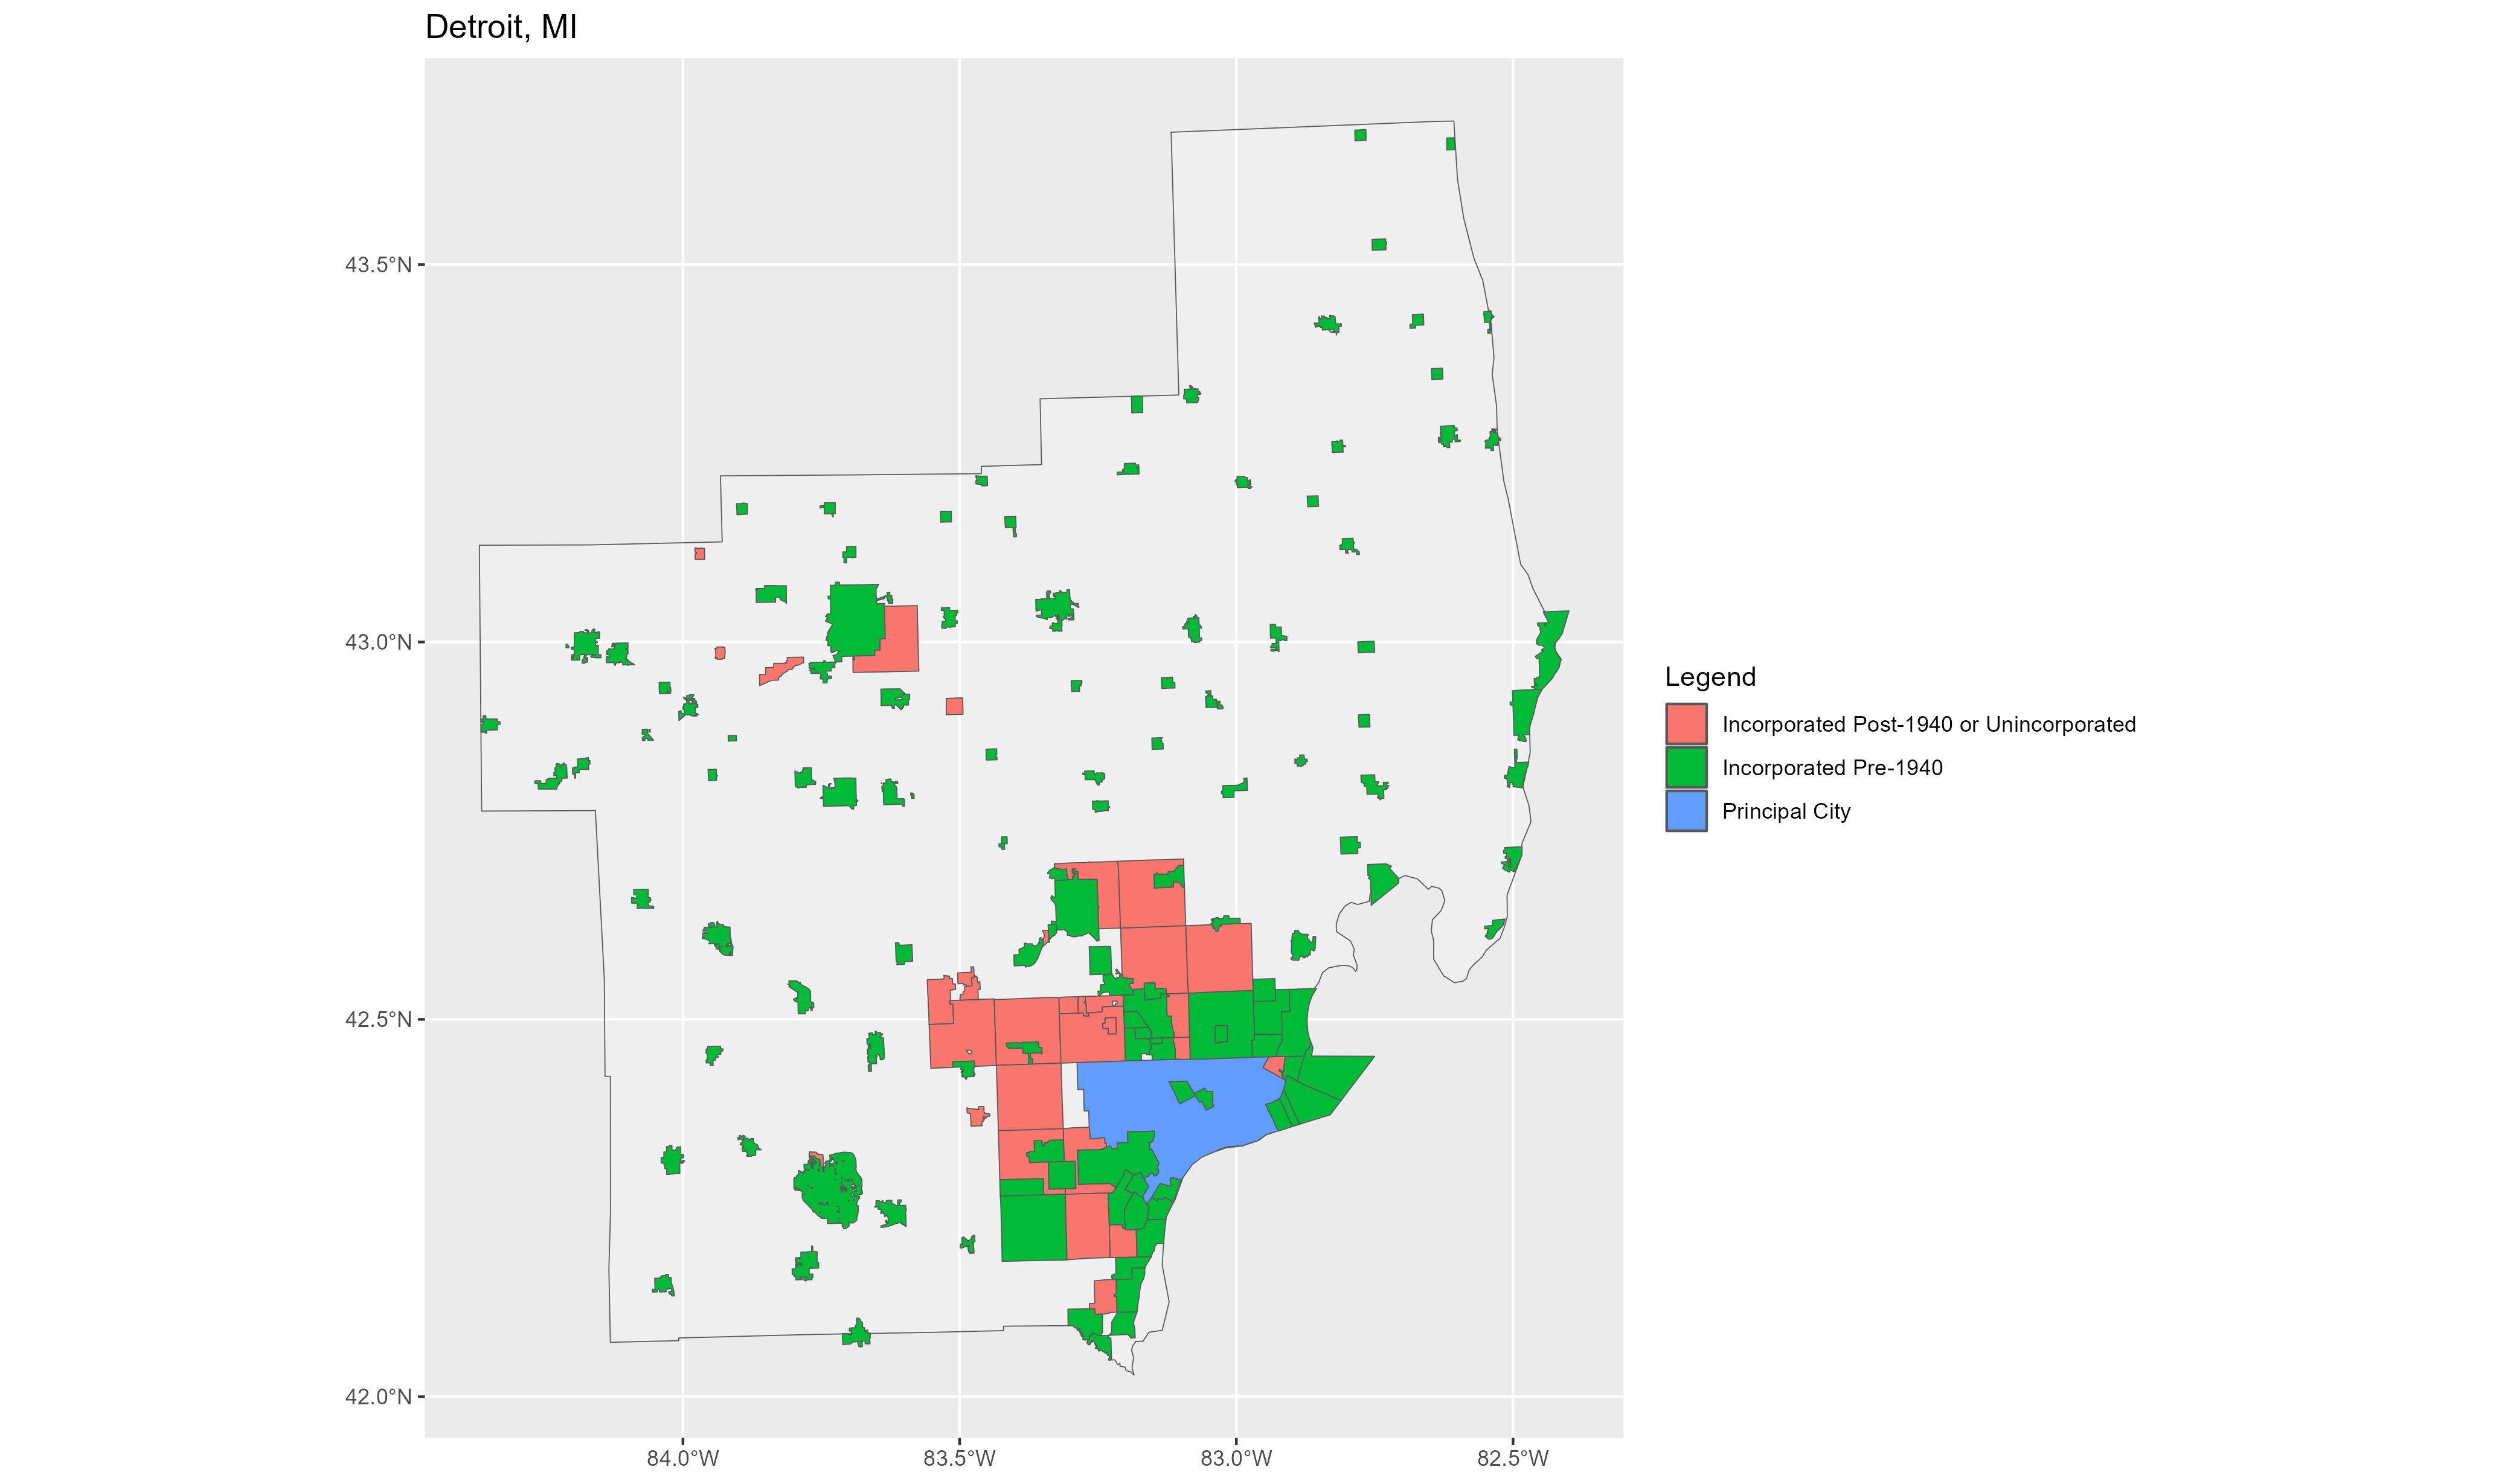 Detroit, MI
43.5°N
43.0°N
42.5°N
42.0°N
84.0°W
83.5°W
83.0°W
82.5°W
Legend
Incorporated Post-1940 or Unincorporated
Incorporated Pre-1940
Principal City